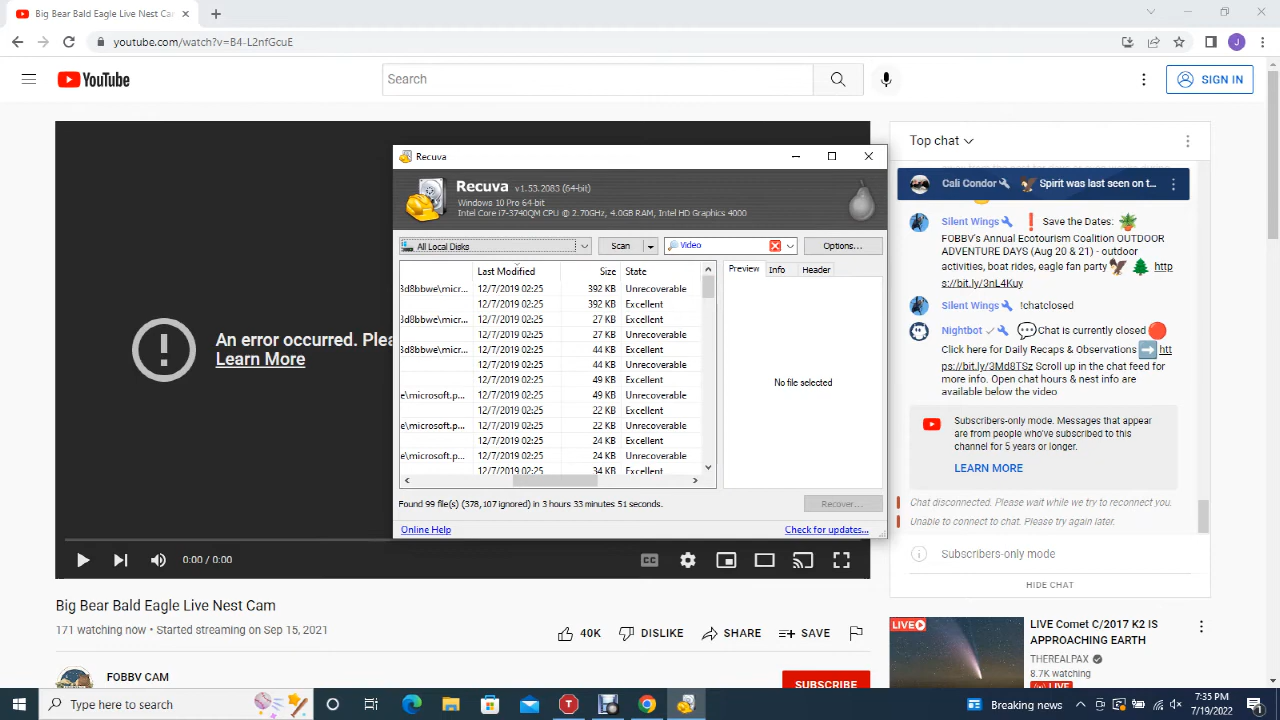 Big Bear Bald Eagle Live Nest Ca
youtube.com/watch?v=B4-L2nfGcuE
YouTube
Search
SIGN IN
An error occurred. Plea
Learn More
0:00 / 0:00
CC
Recuva
Recuva v1.53.2083 (64-bit)
Windows 10 Pro 64-bit
Intel Core i7-3740QM CPU @ 2.70GHz, 4.0GB RAM, Intel HD Graphics 4000
All Local Disks
Scan
Video
Options...
Last Modified Size State
3d8bbwe\micr... 12/7/2019 02:25 392 KB Unrecoverable
12/7/2019 02:25 392 KB Excellent
3d8bbwe\micr... 12/7/2019 02:25 27 KB Excellent
12/7/2019 02:25 27 KB Unrecoverable
3d8bbwe\micr... 12/7/2019 02:25 44 KB Excellent
12/7/2019 02:25 44 KB Unrecoverable
12/7/2019 02:25 49 KB Excellent
e\microsoft.p... 12/7/2019 02:25 49 KB Unrecoverable
12/7/2019 02:25 22 KB Excellent
e\microsoft.p... 12/7/2019 02:25 22 KB Unrecoverable
12/7/2019 02:25 24 KB Excellent
e\microsoft.p... 12/7/2019 02:25 24 KB Unrecoverable
12/7/2019 02:25 34 KB Excellent
Preview Info Header
No file selected
Found 99 file(s) (378,107 ignored) in 3 hours 33 minutes 51 seconds.
Recover...
Online Help
Check for updates...
Top chat
Cali Condor Spirit was last seen on t...
Silent Wings Save the Dates:
FOBBV's Annual Ecotourism Coalition OUTDOOR
ADVENTURE DAYS (Aug 20 & 21) - outdoor
activities, boat rides, eagle fan party http
s://bit.ly/3nL4Kuy
Silent Wings !chatclosed
Nightbot Chat is currently closed
Click here for Daily Recaps & Observations htt
ps://bit.ly/3Md8TSz Scroll up in the chat feed for
more info. Open chat hours & nest info are
available below the video
Subscribers-only mode. Messages that appear
are from people who've subscribed to this
channel for 5 years or longer.
LEARN MORE
Chat disconnected. Please wait while we try to reconnect you.
Unable to connect to chat. Please try again later.
Subscribers-only mode
HIDE CHAT
Big Bear Bald Eagle Live Nest Cam
171 watching now • Started streaming on Sep 15, 2021
40K
DISLIKE
SHARE
SAVE
FOBBV CAM
SUBSCRIBE
LIVE
LIVE Comet C/2017 K2 IS
APPROACHING EARTH
THEREALPAX
8.7K watching
LIVE
Type here to search
Breaking news
7:35 PM
7/19/2022